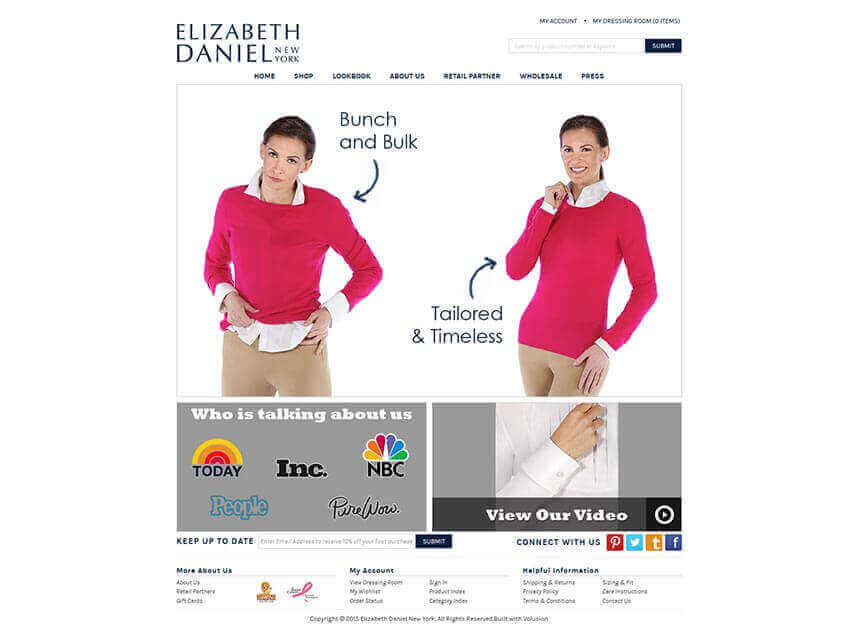 ELIZABETH
DANIEL NEW
YORK
MY ACCOUNT • MY DRESSING ROOM (0 ITEMS)
Search by product number or keyword
SUBMIT
HOME SHOP LOOKBOOK ABOUT US RETAIL PARTNER WHOLESALE PRESS
Bunch
and Bulk
Tailored
& Timeless
Who is talking about us
TODAY
Inc.
NBC
People
PureWow.
View Our Video
KEEP UP TO DATE
Enter Email Address to receive 10% off your first purchase
SUBMIT
CONNECT WITH US
More About Us
About Us
Retail Partners
Gift Cards
My Account
View Dressing Room Sign In
My Wishlist Product Index
Order Status Category Index
Helpful Information
Shipping & Returns Sizing & Fit
Privacy Policy Care Instructions
Terms & Conditions Contact Us
Copyright © 2015 Elizabeth Daniel New York. All Rights Reserved.Built with Volusion